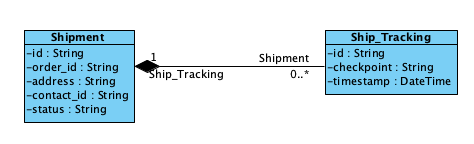 Shipment
-id : String
-order_id : String
-address : String
-contact_id : String
-status : String
1
Ship_Tracking
Shipment
0..*
Ship_Tracking
-id : String
-checkpoint : String
-timestamp : DateTime